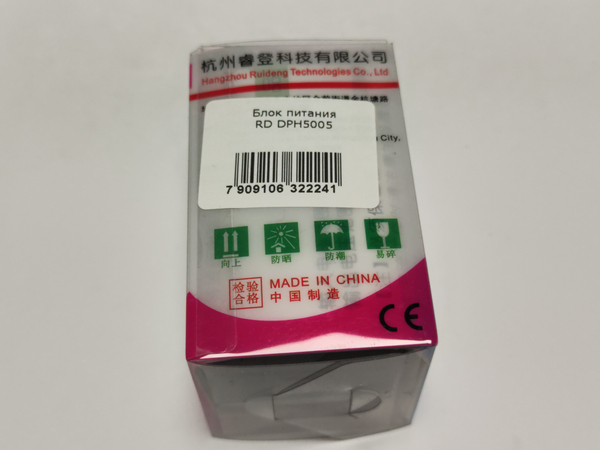 杭州睿登科技有限公司
Hangzhou Ruideng Technologies Co., Ltd
City.
Блок питания
RD DPH5005
7 909106 322241
向上 防晒 防潮 易碎
检验 合格
MADE IN CHINA
中国制造
CE